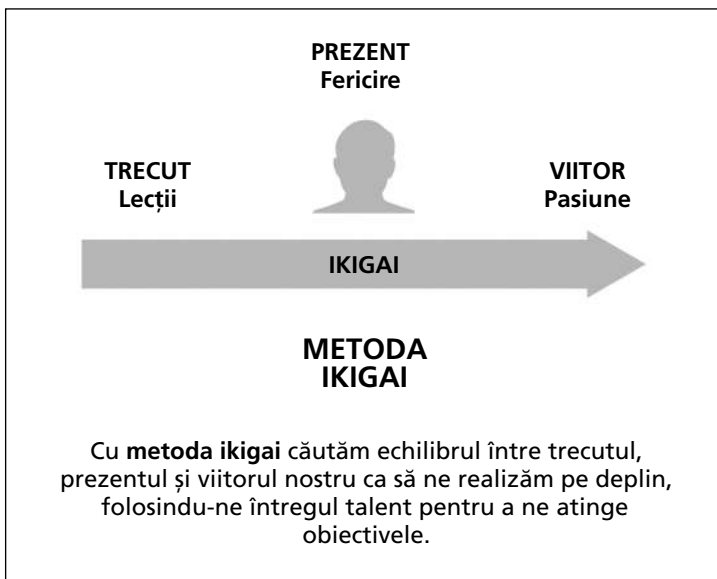 PREZENT
Fericire
TRECUT
Lecții
VIITOR
Pasiune
IKIGAI
METODA
IKIGAI
Cu metoda ikigai căutăm echilibrul între trecutul,
prezentul și viitorul nostru ca să ne realizăm pe deplin,
folosindu-ne întregul talent pentru a ne atinge
obiectivele.